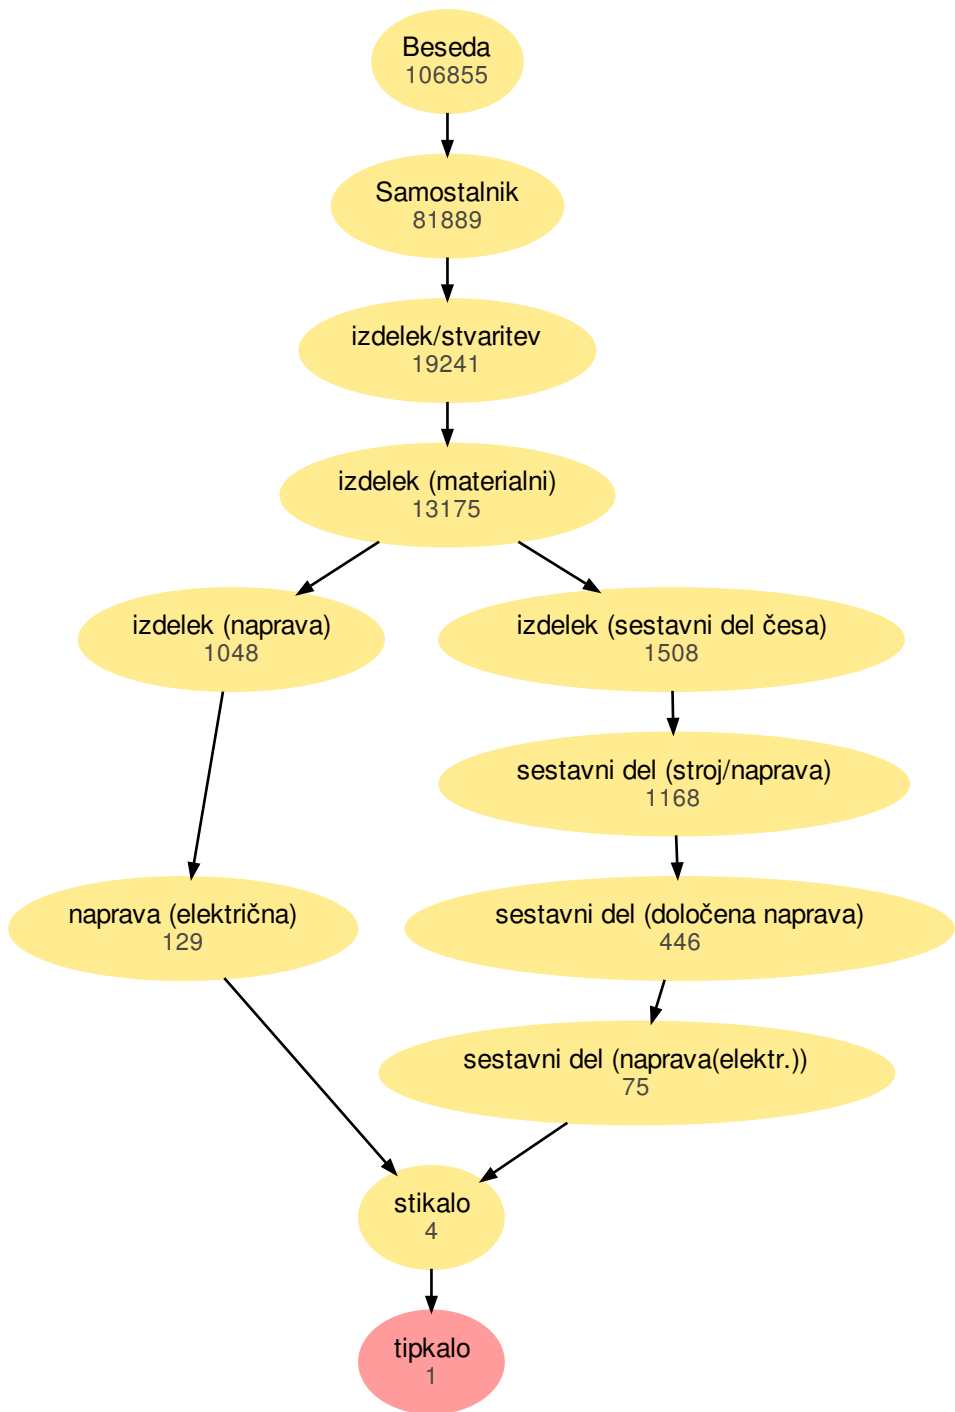 Beseda
106855
Samostalnik
81889
izdelek/stvaritev
19241
izdelek (materialni)
13175
izdelek (naprava)
1048
izdelek (sestavni del česa)
1508
sestavni del (stroj/naprava)
1168
naprava (električna)
129
sestavni del (določena naprava)
446
sestavni del (naprava(elektr.))
75
stikalo
4
tipkalo
1